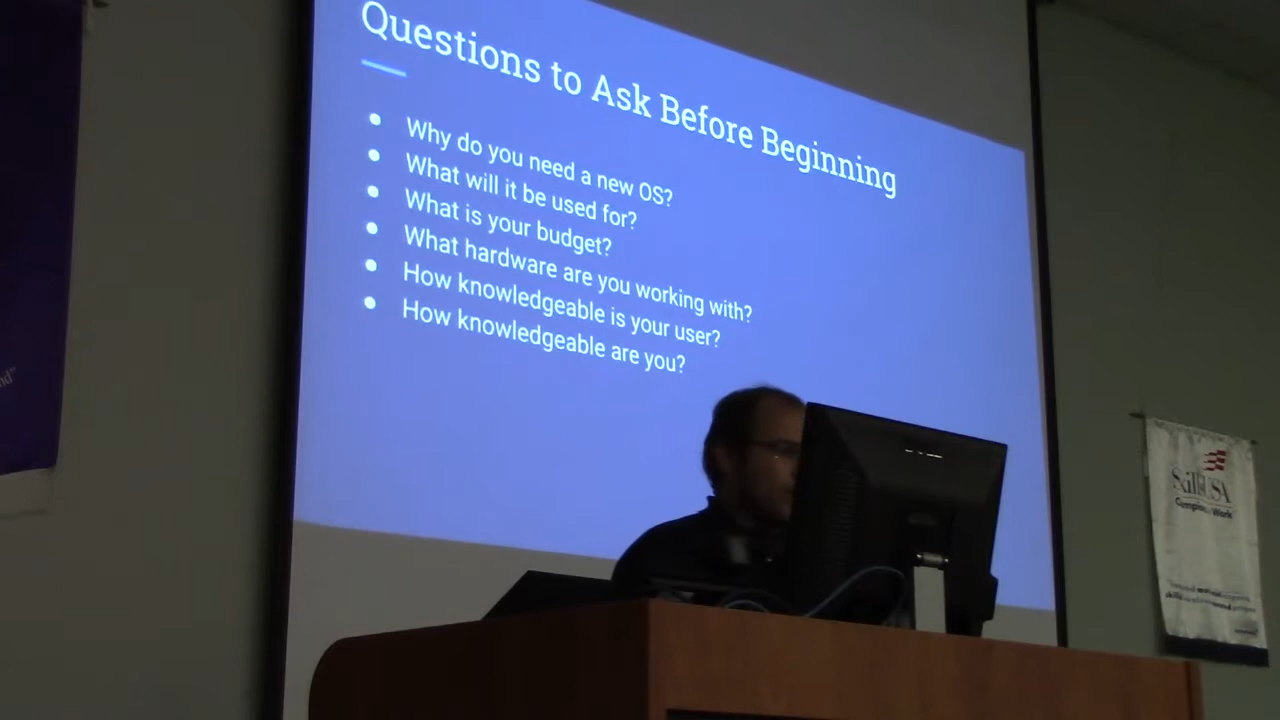 Questions to Ask Before Beginning
Why do you need a new OS?
What will it be used for?
What is your budget?
What hardware are you working with?
How knowledgeable is your user?
How knowledgeable are you?
SkillsUSA